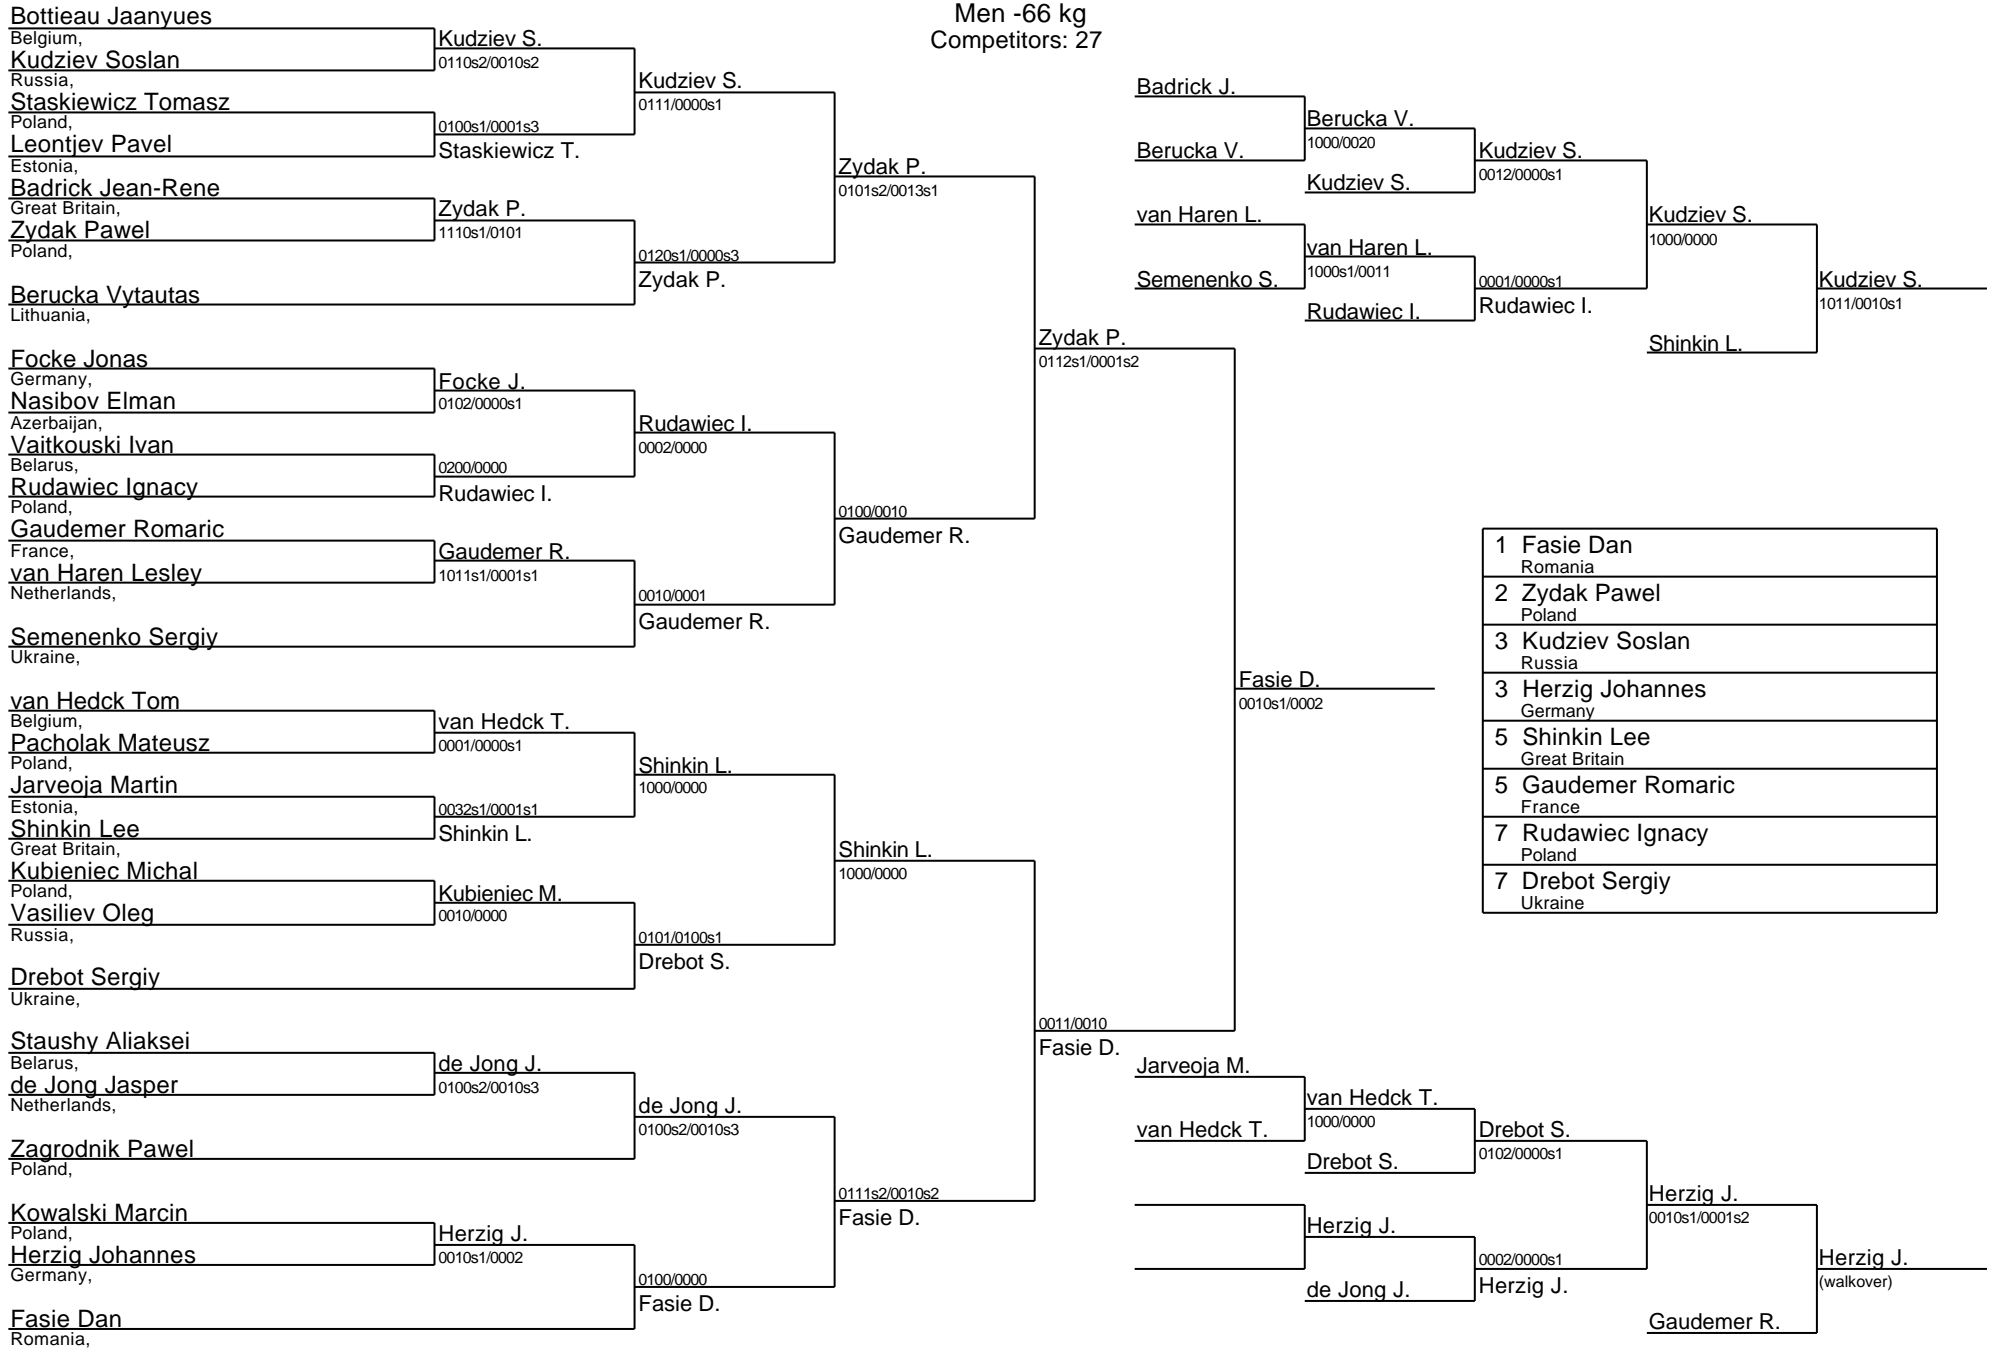 Men -66 kg
Competitors: 27
Bottieau Jaanyues
Belgium,
Kudziev Soslan
Russia,
Staskiewicz Tomasz
Poland,
Leontjev Pavel
Estonia,
Badrick Jean-Rene
Great Britain,
Zydak Pawel
Poland,
Berucka Vytautas
Lithuania,
Focke Jonas
Germany,
Nasibov Elman
Azerbaijan,
Vaitkouski Ivan
Belarus,
Rudawiec Ignacy
Poland,
Gaudemer Romaric
France,
van Haren Lesley
Netherlands,
Semenenko Sergiy
Ukraine,
van Hedck Tom
Belgium,
Pacholak Mateusz
Poland,
Jarveoja Martin
Estonia,
Shinkin Lee
Great Britain,
Kubieniec Michal
Poland,
Vasiliev Oleg
Russia,
Drebot Sergiy
Ukraine,
Staushy Aliaksei
Belarus,
de Jong Jasper
Netherlands,
Zagrodnik Pawel
Poland,
Kowalski Marcin
Poland,
Herzig Johannes
Germany,
Fasie Dan
Romania,
Kudziev S.
0110s2/0010s2
0100s1/0001s3
Staskiewicz T.
Zydak P.
1110s1/0101
Focke J.
0102/0000s1
0200/0000
Rudawiec I.
Gaudemer R.
1011s1/0001s1
van Hedck T.
0001/0000s1
0032s1/0001s1
Shinkin L.
Kubieniec M.
0010/0000
de Jong J.
0100s2/0010s3
Herzig J.
0010s1/0002
Kudziev S.
0111/0000s1
0120s1/0000s3
Zydak P.
Rudawiec I.
0002/0000
0010/0001
Gaudemer R.
Shinkin L.
1000/0000
0101/0100s1
Drebot S.
de Jong J.
0100s2/0010s3
0100/0000
Fasie D.
Zydak P.
0101s2/0013s1
0100/0010
Gaudemer R.
Shinkin L.
1000/0000
0111s2/0010s2
Fasie D.
Zydak P.
0112s1/0001s2
0011/0010
Fasie D.
Fasie D.
0010s1/0002
Badrick J.
Berucka V.
van Haren L.
Semenenko S.
Berucka V.
1000/0020
Kudziev S.
van Haren L.
1000s1/0011
Rudawiec I.
Kudziev S.
0012/0000s1
0001/0000s1
Rudawiec I.
Kudziev S.
1000/0000
Shinkin L.
Kudziev S.
1011/0010s1
1 Fasie Dan
Romania
2 Zydak Pawel
Poland
3 Kudziev Soslan
Russia
3 Herzig Johannes
Germany
5 Shinkin Lee
Great Britain
5 Gaudemer Romaric
France
7 Rudawiec Ignacy
Poland
7 Drebot Sergiy
Ukraine
Jarveoja M.
van Hedck T.
van Hedck T.
1000/0000
Drebot S.
Herzig J.
de Jong J.
Drebot S.
0102/0000s1
0002/0000s1
Herzig J.
Herzig J.
0010s1/0001s2
Gaudemer R.
Herzig J.
(walkover)